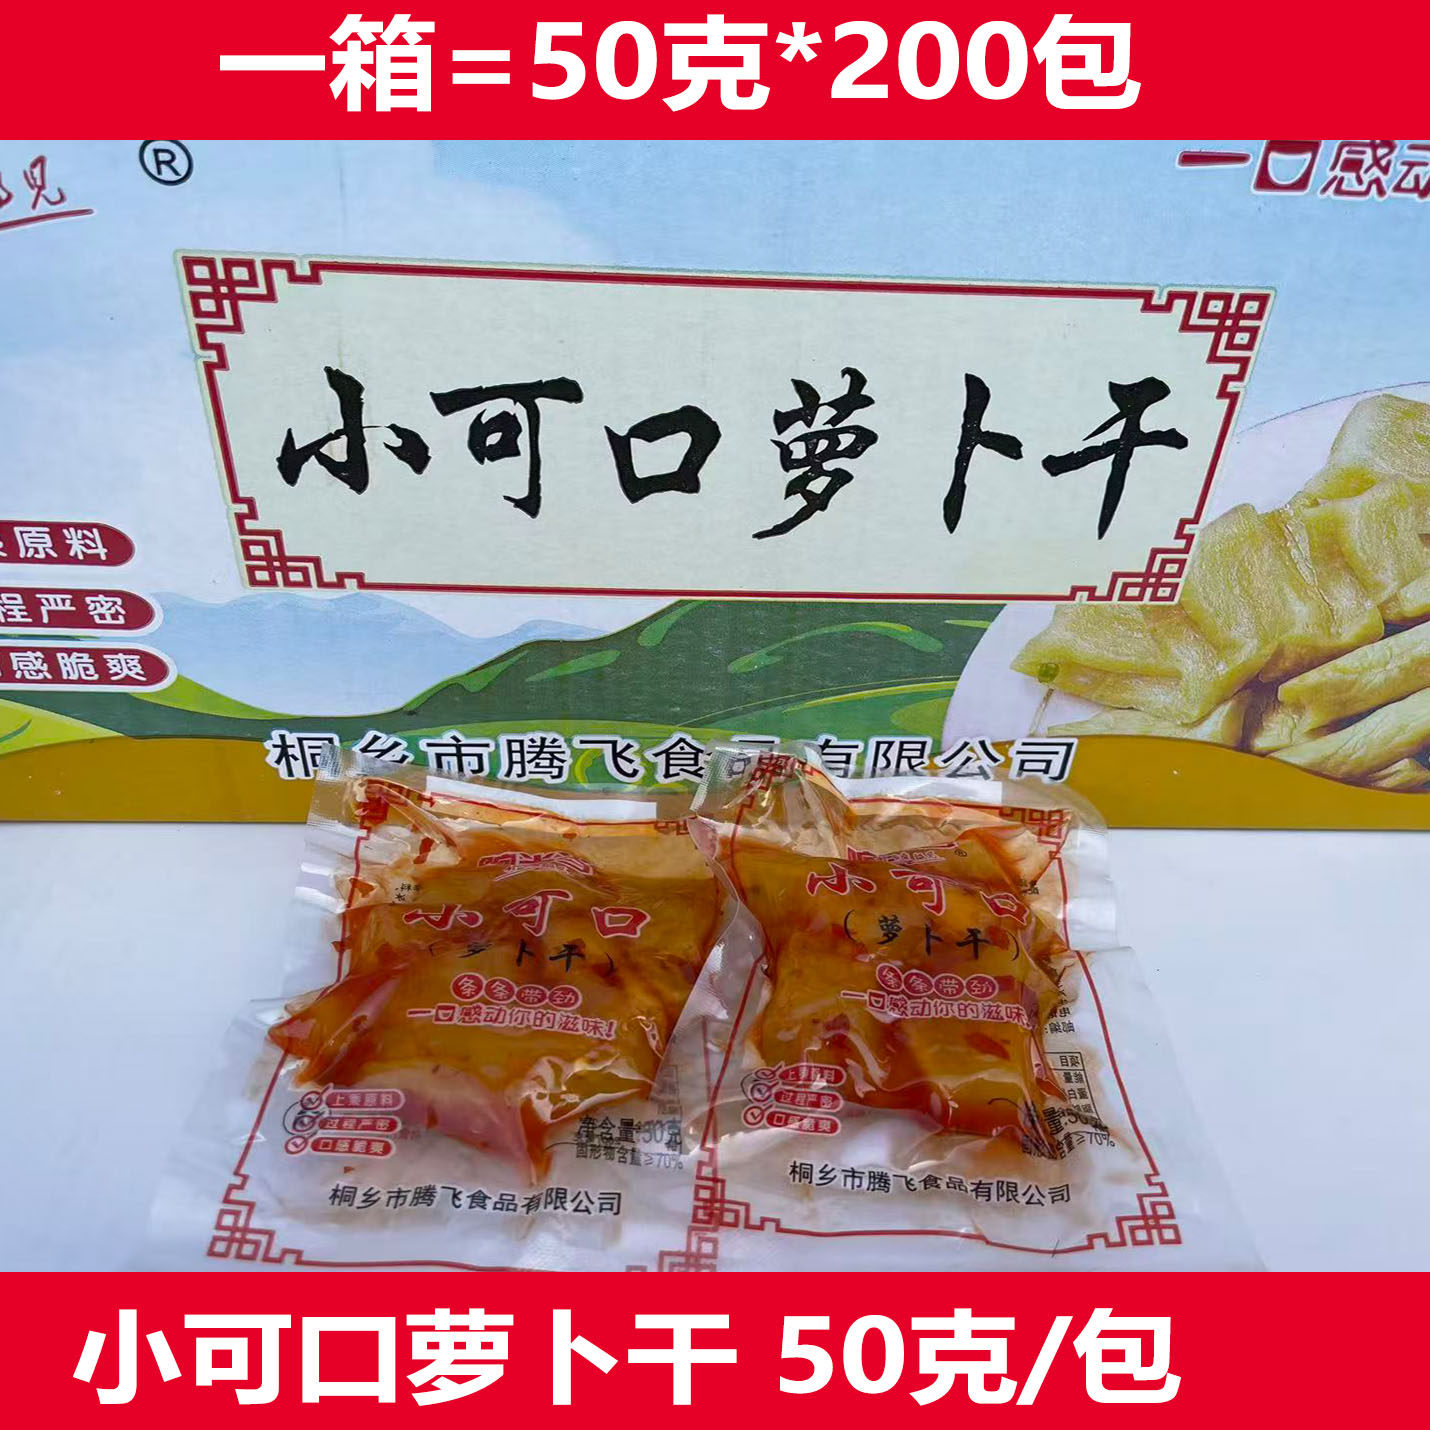 一箱=50克*200包
见
®
一口感动
小可口萝卜干
原料
程严密
感脆爽
桐乡市腾飞食品有限公司
小可口
(萝卜干)
条条带劲
一口感动你的滋味!
上乘原料
过程严密
口感脆爽
净含量:50克
固形物含量≥70%
桐乡市腾飞食品有限公司
®
小可口
(萝卜干)
条条带劲
一口感动你的滋味
上乘原料
过程严密
口感脆爽
≥70%
桐乡市腾飞食品有限公司
小可口萝卜干 50克/包